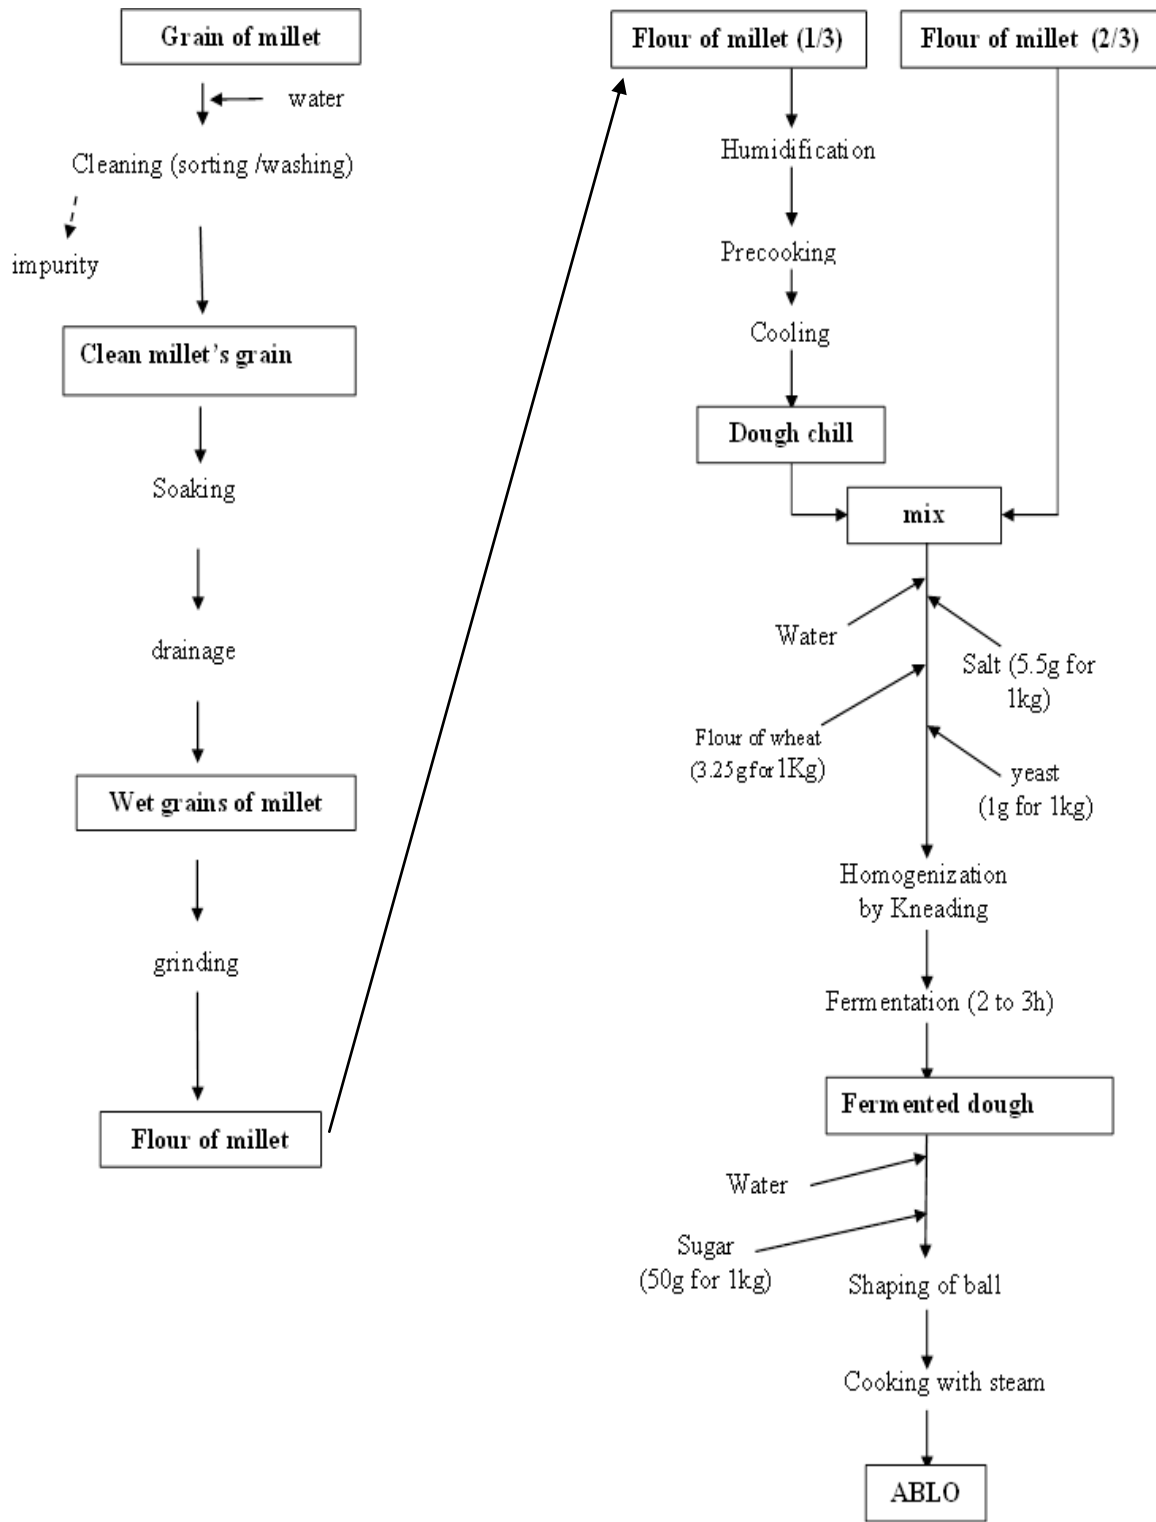 Grain of millet
water
Cleaning (sorting /washing)
impurity
Clean millet's grain
Soaking
drainage
Wet grains of millet
grinding
Flour of millet
Flour of millet (1/3)
Flour of millet (2/3)
Humidification
Precooking
Cooling
Dough chill
mix
Water
Salt (5.5g for
1kg)
Flour of wheat
(3.25g for 1Kg)
yeast
(1g for 1kg)
Homogenization
by Kneading
Fermentation (2 to 3h)
Fermented dough
Water
Sugar
(50g for 1kg)
Shaping of ball
Cooking with steam
ABLO